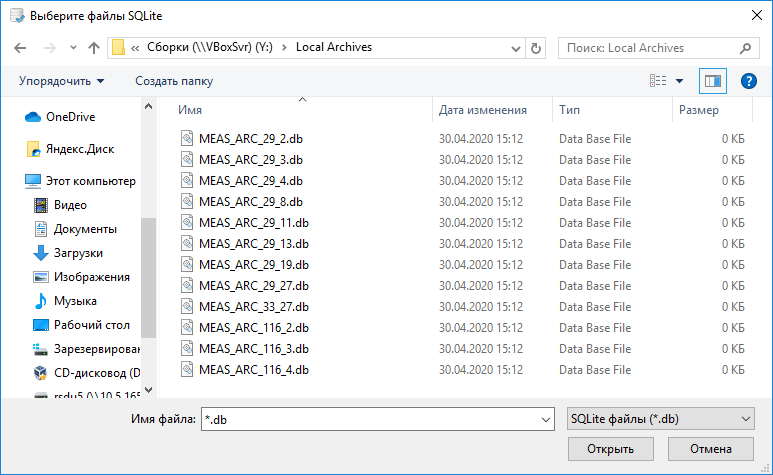 Выберите файлы SQLite
« Сборки (\\VBoxSvr) (Y:) › Local Archives
Поиск: Local Archives
Упорядочить
Создать папку
OneDrive
Яндекс.Диск
Этот компьютер
Видео
Документы
Загрузки
Изображения
Музыка
Рабочий стол
Зарезервирован
CD-дисковод (D
rsdu5 (\\10.5.165
Имя Дата изменения Тип Размер
MEAS_ARC_29_2.db 30.04.2020 15:12 Data Base File 0 КБ
MEAS_ARC_29_3.db 30.04.2020 15:12 Data Base File 0 КБ
MEAS_ARC_29_4.db 30.04.2020 15:12 Data Base File 0 КБ
MEAS_ARC_29_8.db 30.04.2020 15:12 Data Base File 0 КБ
MEAS_ARC_29_11.db 30.04.2020 15:12 Data Base File 0 КБ
MEAS_ARC_29_13.db 30.04.2020 15:12 Data Base File 0 КБ
MEAS_ARC_29_19.db 30.04.2020 15:12 Data Base File 0 КБ
MEAS_ARC_29_27.db 30.04.2020 15:12 Data Base File 0 КБ
MEAS_ARC_33_27.db 30.04.2020 15:12 Data Base File 0 КБ
MEAS_ARC_116_2.db 30.04.2020 15:12 Data Base File 0 КБ
MEAS_ARC_116_3.db 30.04.2020 15:12 Data Base File 0 КБ
MEAS_ARC_116_4.db 30.04.2020 15:12 Data Base File 0 КБ
Имя файла: *.db
SQLite файлы (*.db)
Открыть
Отмена